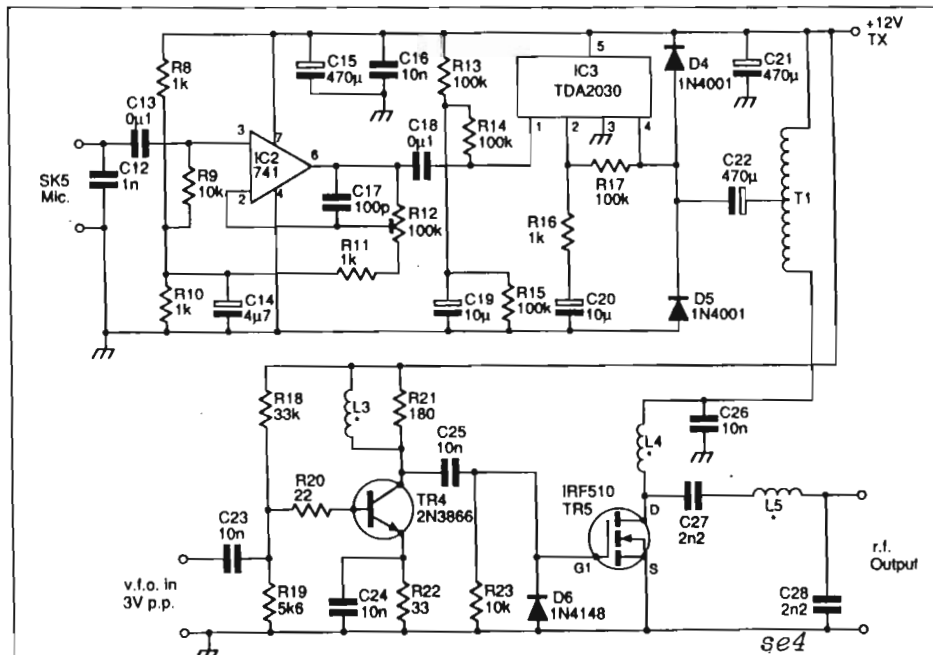 +12V
TX
R8
1k
C13
0µ1
C12
1n
SK5
Mic.
R9
10k
3
2
7
4
6
IC2
741
C15
470µ
C16
10n
R13
100k
C18
0µ1
R14
100k
C17
100p
R12
100k
R11
1k
R10
1k
C14
4µ7
C19
10µ
R15
100k
5
IC3
TDA2030
1
2
3
4
R17
100k
R16
1k
C20
10µ
D4
1N4001
C21
470µ
C22
470µ
T1
D5
1N4001
R18
33k
L3
*
R21
180
C25
10n
R20
22
TR4
2N3866
C23
10n
v.f.o. in
3V p.p.
R19
5k6
C24
10n
R22
33
R23
10k
D6
1N4148
IRF510
TR5
G1
D
S
L4
*
C26
10n
C27
2n2
L5
*
C28
2n2
r.f.
Output
se4